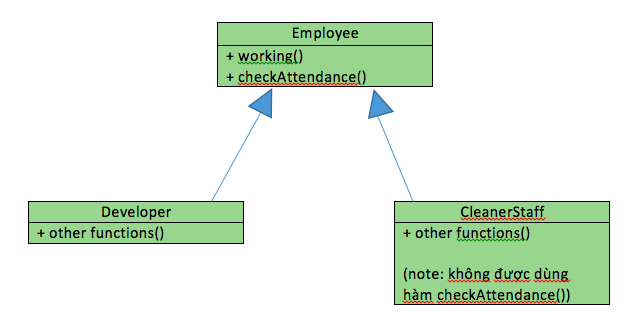 Employee
+ working()
+ checkAttendance()
Developer
+ other functions()
CleanerStaff
+ other functions()
(note: không được dùng
hàm checkAttendance())